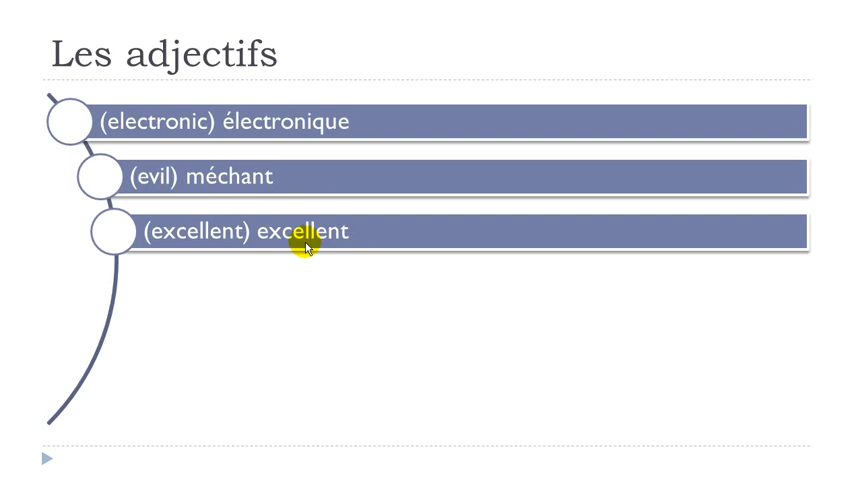 Les adjectifs
(electronic) électronique
(evil) méchant
(excellent) excellent